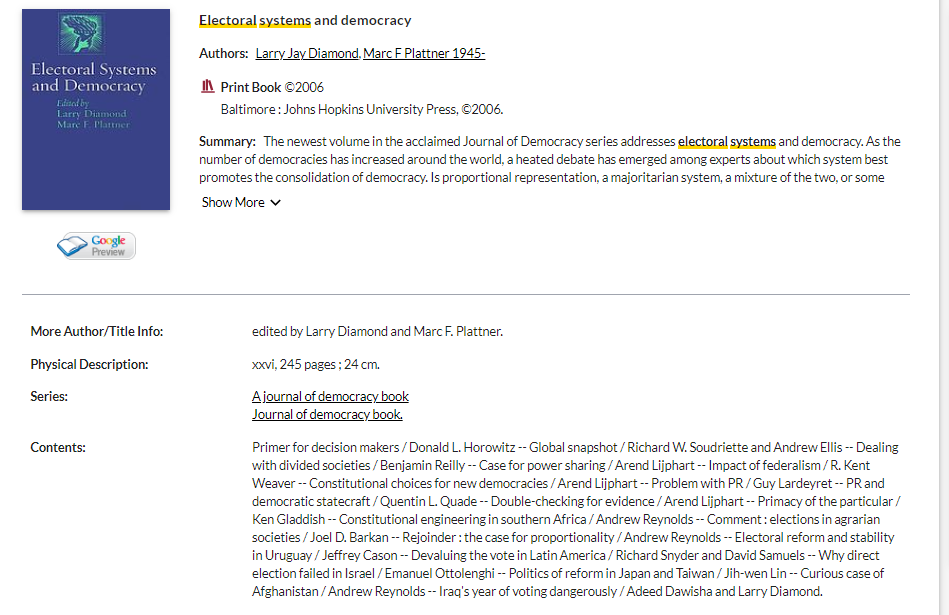 Electoral Systems
and Democracy
Edited by
Larry Diamond
Marc F. Plattner
Google
Preview
Electoral systems and democracy
Authors: Larry Jay Diamond, Marc F Plattner 1945-
Print Book ©2006
Baltimore : Johns Hopkins University Press, ©2006.
Summary: The newest volume in the acclaimed Journal of Democracy series addresses electoral systems and democracy. As the
number of democracies has increased around the world, a heated debate has emerged among experts about which system best
promotes the consolidation of democracy. Is proportional representation, a majoritarian system, a mixture of the two, or some
Show More
More Author/Title Info: edited by Larry Diamond and Marc F. Plattner.
Physical Description: xxvi, 245 pages ; 24 cm.
Series: A journal of democracy book
Journal of democracy book.
Contents: Primer for decision makers / Donald L. Horowitz -- Global snapshot / Richard W. Soudriette and Andrew Ellis -- Dealing
with divided societies / Benjamin Reilly -- Case for power sharing / Arend Lijphart -- Impact of federalism / R. Kent
Weaver -- Constitutional choices for new democracies / Arend Lijphart -- Problem with PR / Guy Lardeyret -- PR and
democratic statecraft / Quentin L. Quade -- Double-checking for evidence / Arend Lijphart -- Primacy of the particular /
Ken Gladdish -- Constitutional engineering in southern Africa / Andrew Reynolds -- Comment : elections in agrarian
societies / Joel D. Barkan -- Rejoinder : the case for proportionality / Andrew Reynolds -- Electoral reform and stability
in Uruguay / Jeffrey Cason -- Devaluing the vote in Latin America / Richard Snyder and David Samuels -- Why direct
election failed in Israel / Emanuel Ottolenghi -- Politics of reform in Japan and Taiwan / Jih-wen Lin -- Curious case of
Afghanistan / Andrew Reynolds -- Iraq's year of voting dangerously / Adeed Dawisha and Larry Diamond.